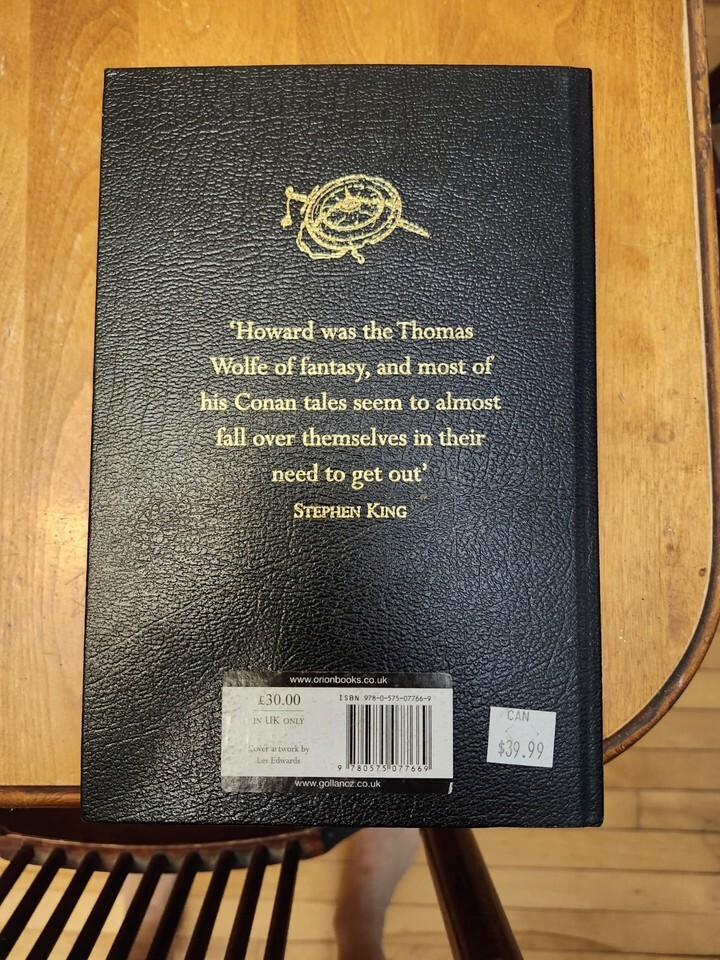 ‘Howard was the Thomas
Wolfe of fantasy, and most of
his Conan tales seem to almost
fall over themselves in their
need to get out’
STEPHEN KING
www.orionbooks.co.uk
£30.00
IN UK ONLY
Cover artwork by
Les Edwards
ISBN 978-0-575-07766-9
9 780575 077669
www.gollancz.co.uk
CAN
$39.99